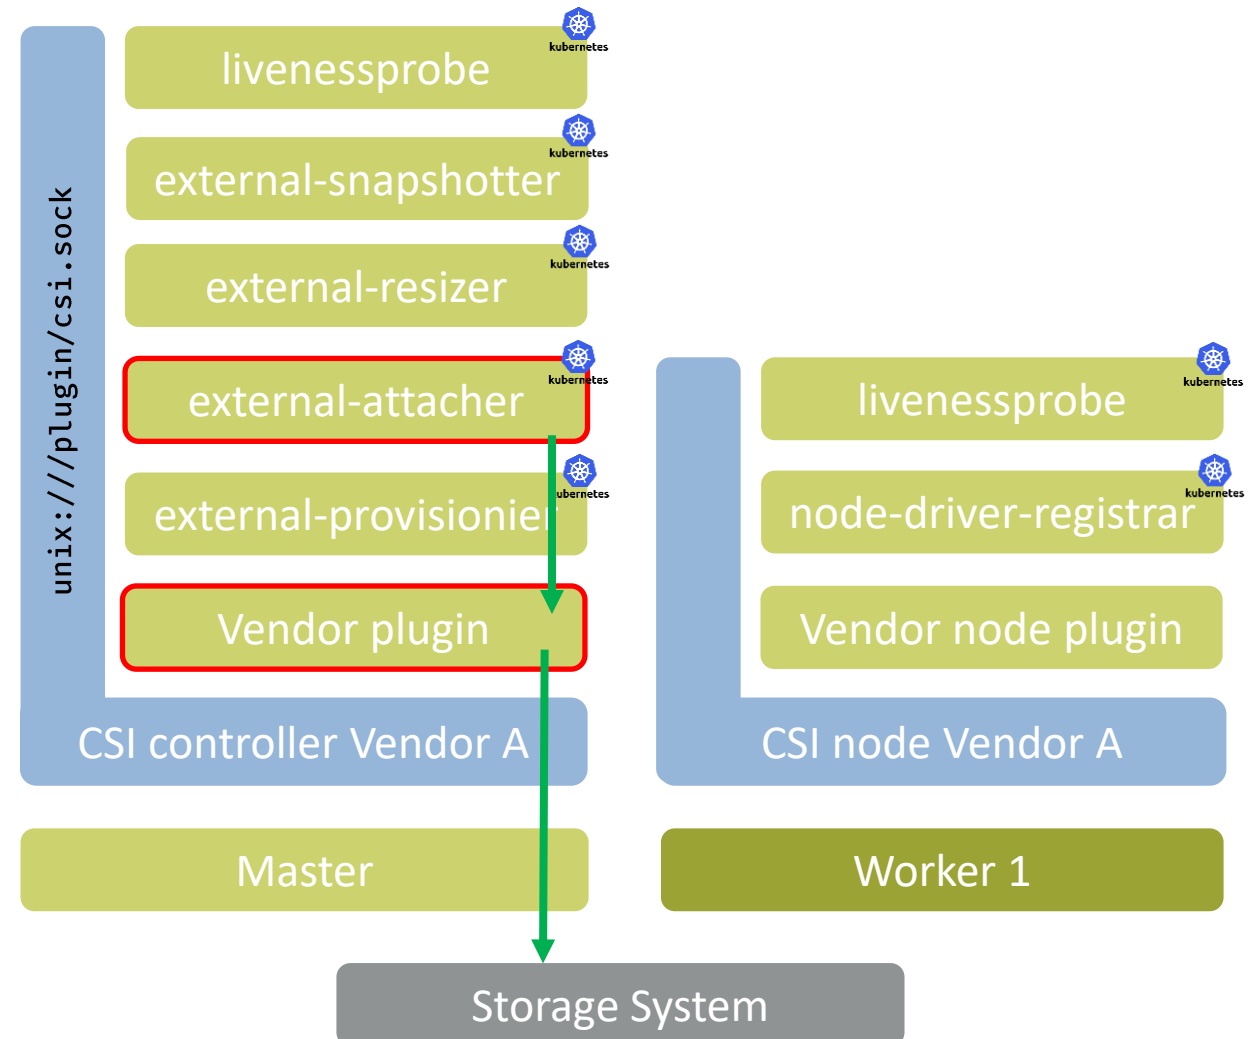 kubernetes
livenessprobe
kubernetes
external-snapshotter
kubernetes
external-resizer
unix:///plugin/csi.sock
kubernetes
external-attacher
kubernetes
external-provisionier
Vendor plugin
CSI controller Vendor A
Master
kubernetes
livenessprobe
kubernetes
node-driver-registrar
Vendor node plugin
CSI node Vendor A
Worker 1
Storage System